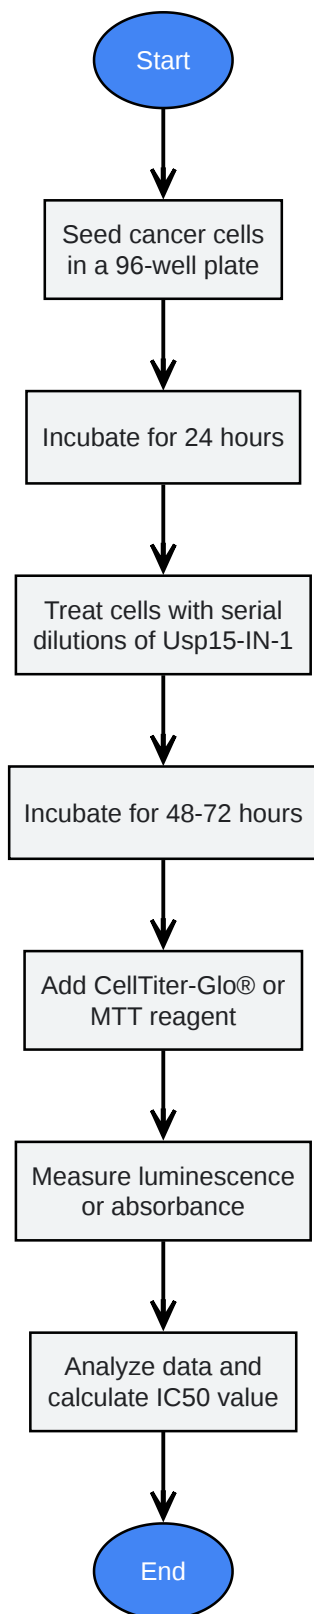 Start
Seed cancer cells
in a 96-well plate
Incubate for 24 hours
Treat cells with serial
dilutions of Usp15-IN-1
Incubate for 48-72 hours
Add CellTiter-Glo® or
MTT reagent
Measure luminescence
or absorbance
Analyze data and
calculate IC50 value
End